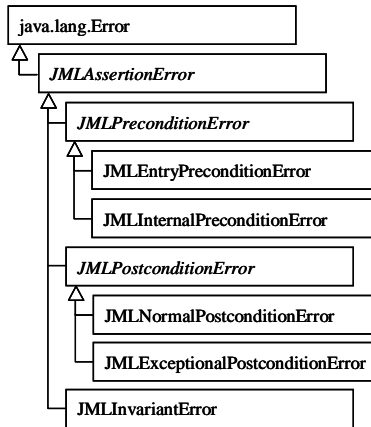 java.lang.Error
JMLAssertionError
JMLPreconditionError
JMLEntryPreconditionError
JMLInternalPreconditionError
JMLPostconditionError
JMLNormalPostconditionError
JMLExceptionalPostconditionError
JMLInvariantError